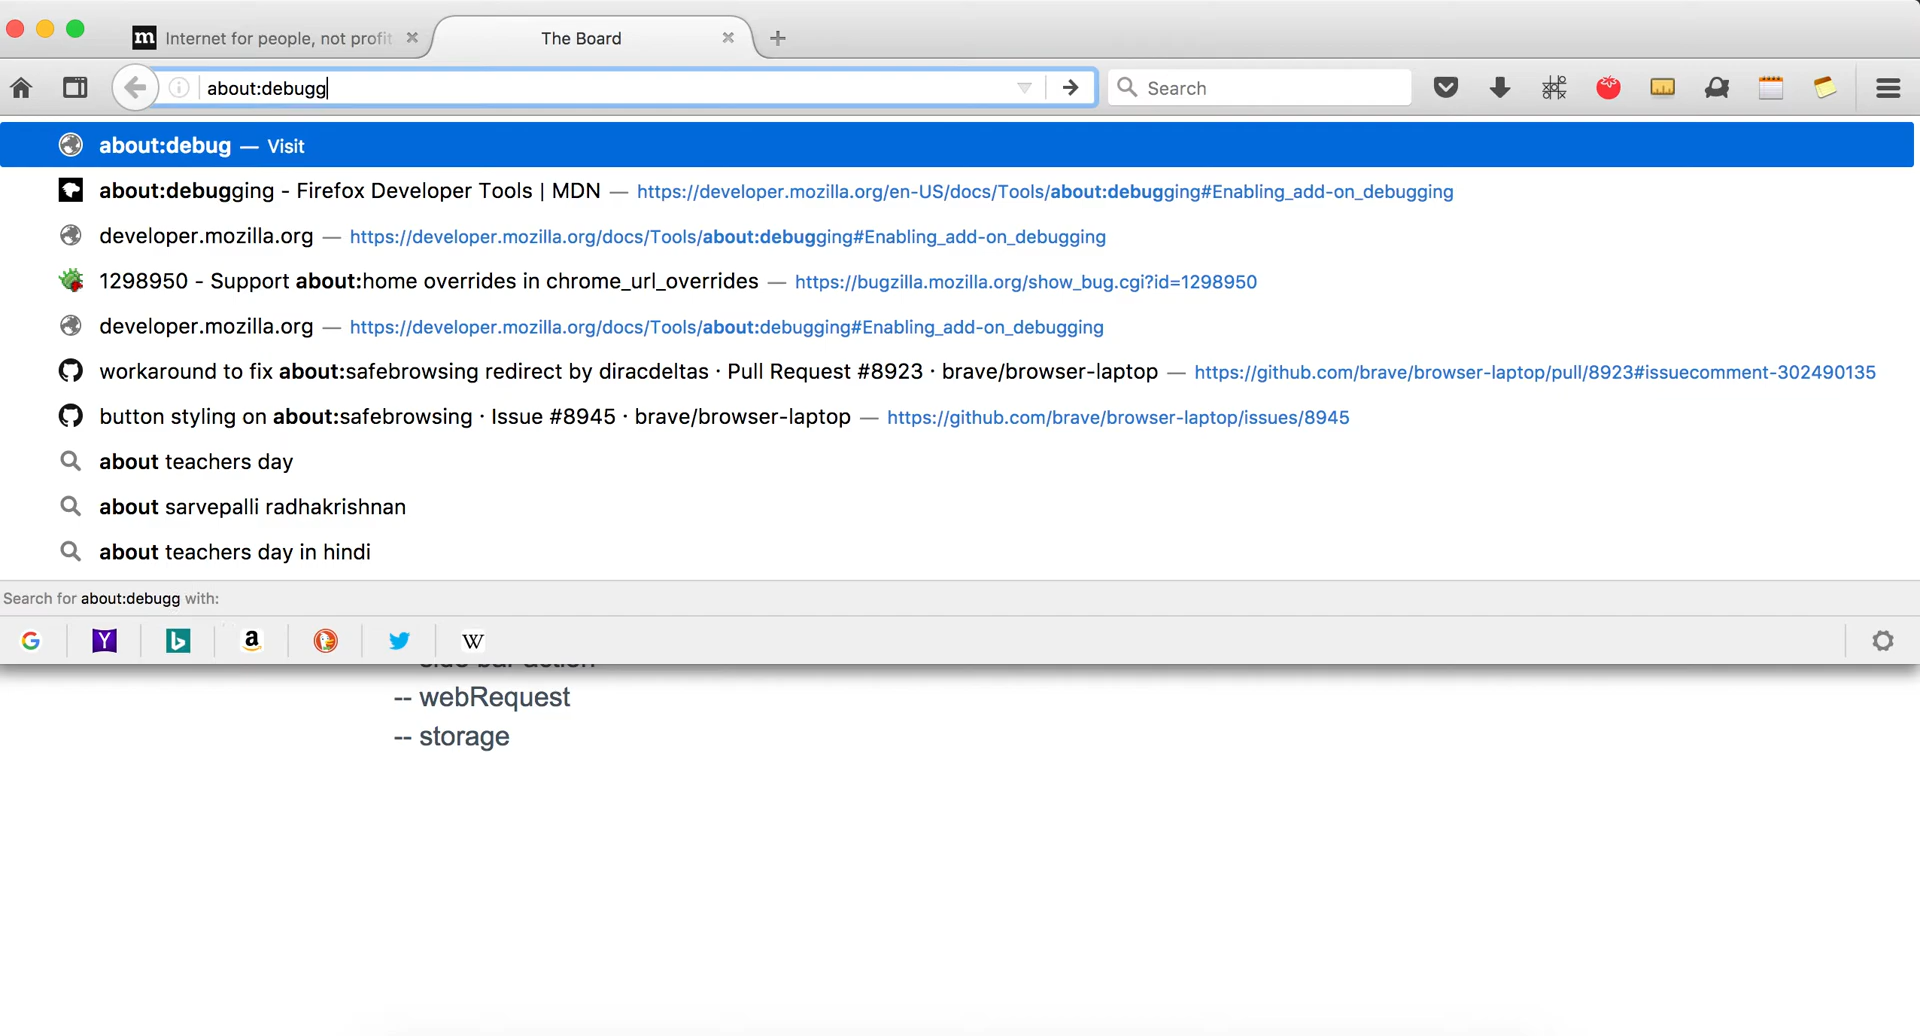 m Internet for people, not profit
The Board
about:debugg
Search
about:debug — Visit
about:debugging - Firefox Developer Tools | MDN — https://developer.mozilla.org/en-US/docs/Tools/about:debugging#Enabling_add-on_debugging
developer.mozilla.org — https://developer.mozilla.org/docs/Tools/about:debugging#Enabling_add-on_debugging
1298950 - Support about:home overrides in chrome_url_overrides — https://bugzilla.mozilla.org/show_bug.cgi?id=1298950
developer.mozilla.org — https://developer.mozilla.org/docs/Tools/about:debugging#Enabling_add-on_debugging
workaround to fix about:safebrowsing redirect by diracdeltas · Pull Request #8923 · brave/browser-laptop — https://github.com/brave/browser-laptop/pull/8923#issuecomment-302490135
button styling on about:safebrowsing · Issue #8945 · brave/browser-laptop — https://github.com/brave/browser-laptop/issues/8945
about teachers day
about sarvepalli radhakrishnan
about teachers day in hindi
Search for about:debugg with:
G Y b a W
-- webRequest
-- storage